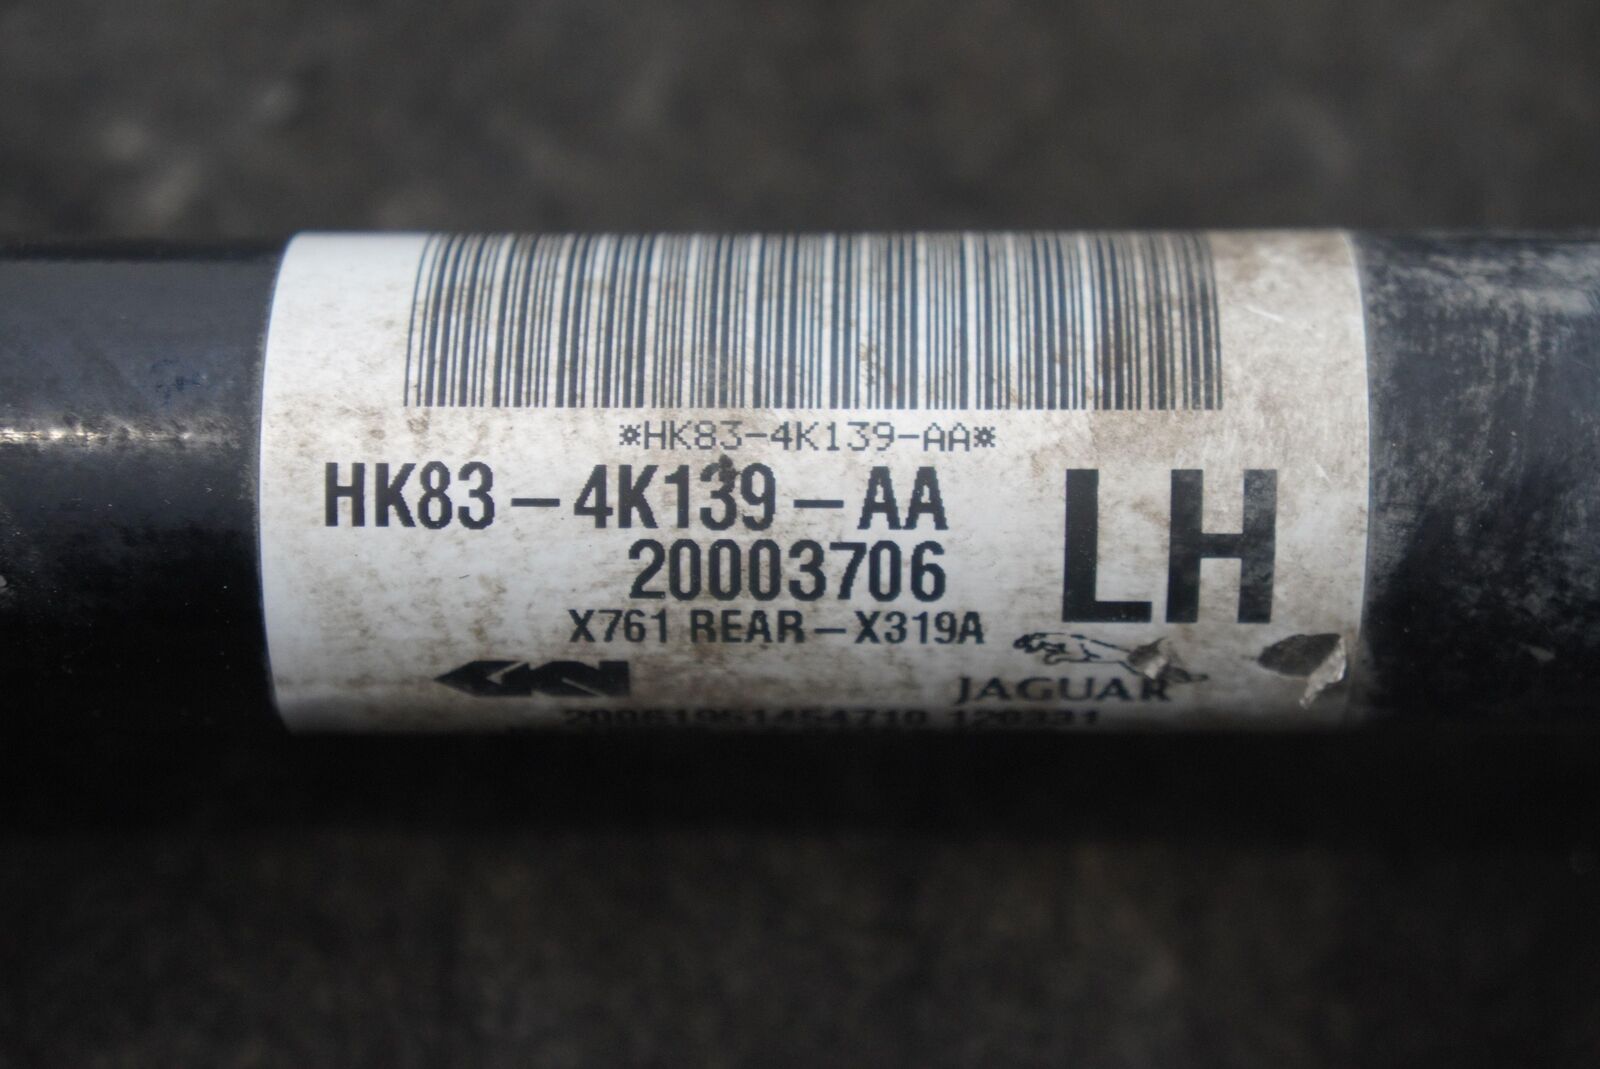 *HK83-4K139-AA*
HK83-4K139-AA
LH
20003706
X761 REAR-X319A
GKN
JAGUAR